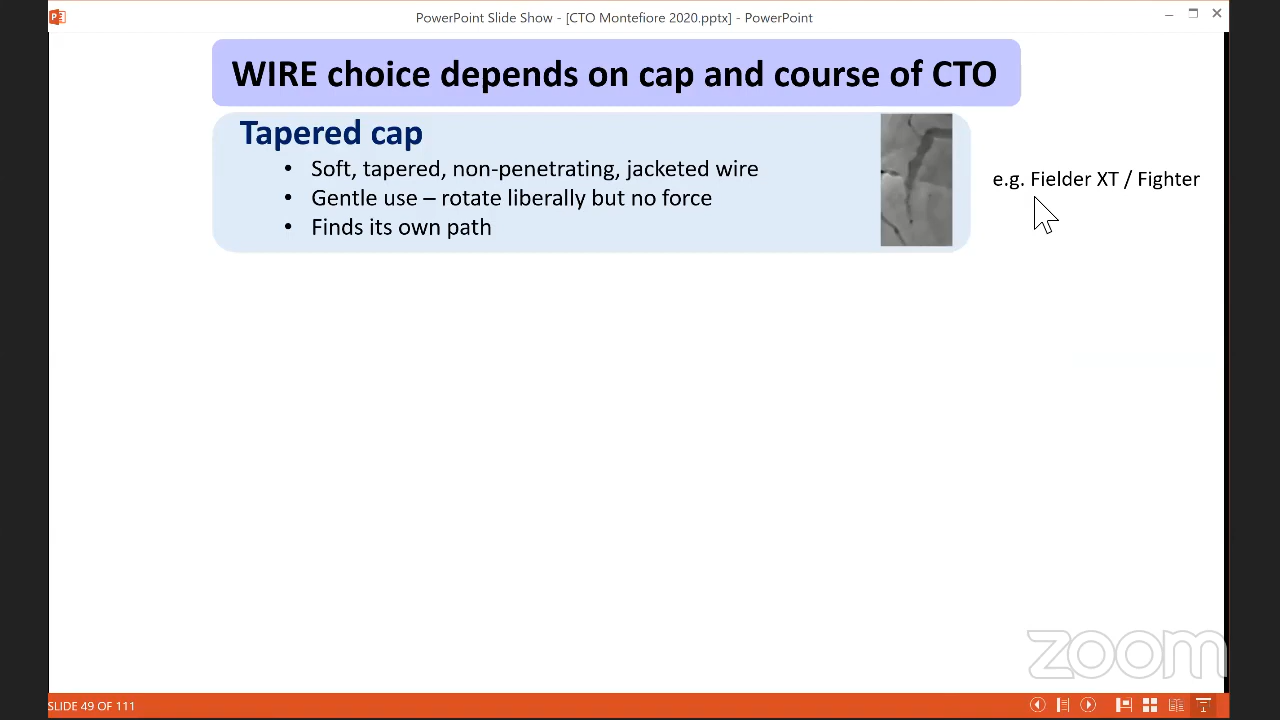 PowerPoint Slide Show - [CTO Montefiore 2020.pptx] - PowerPoint
WIRE choice depends on cap and course of CTO
Tapered cap
• Soft, tapered, non-penetrating, jacketed wire
• Gentle use – rotate liberally but no force
• Finds its own path
e.g. Fielder XT / Fighter
zoom
SLIDE 49 OF 111